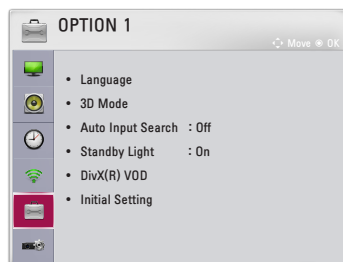 OPTION 1
Move OK
• Language
• 3D Mode
• Auto Input Search : Off
• Standby Light : On
• DivX(R) VOD
• Initial Setting